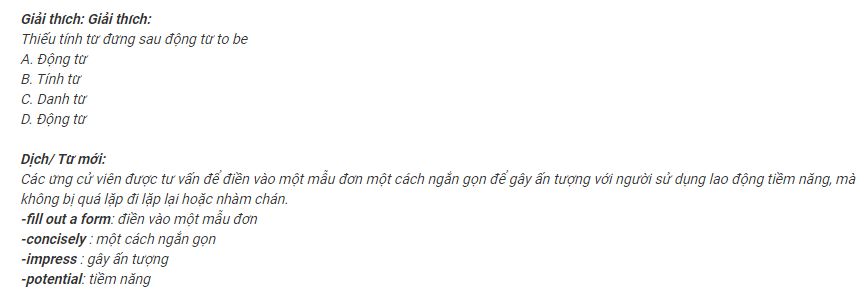 Giải thích: Giải thích:
Thiếu tính từ đứng sau động từ to be
A. Động từ
B. Tính từ
C. Danh từ
D. Động từ
Dịch/ Từ mới:
Các ứng cử viên được tư vấn để điền vào một mẫu đơn một cách ngắn gọn để gây ấn tượng với người sử dụng lao động tiềm năng, mà
không bị quá lặp đi lặp lại hoặc nhàm chán.
-fill out a form: điền vào một mẫu đơn
-concisely : một cách ngắn gọn
-impress : gây ấn tượng
-potential: tiềm năng